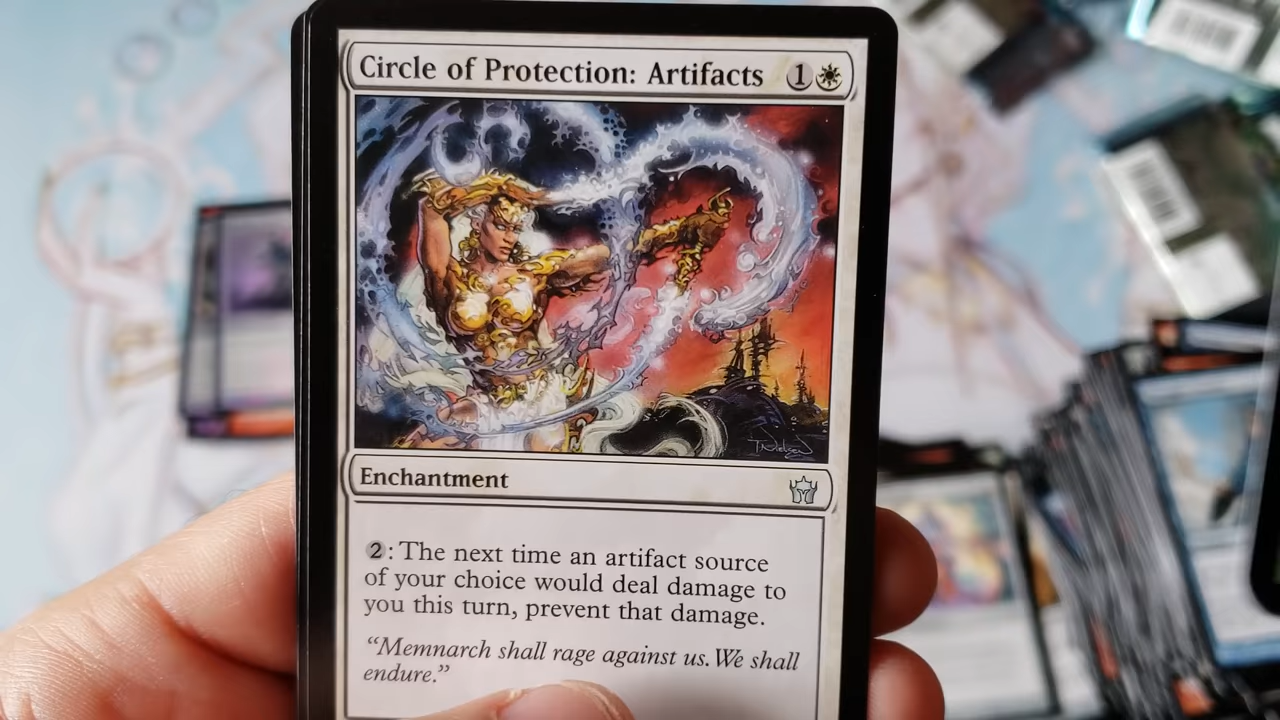 Circle of Protection: Artifacts 1
Enchantment
2: The next time an artifact source
of your choice would deal damage to
you this turn, prevent that damage.
“Memnarch shall rage against us. We shall
endure.”